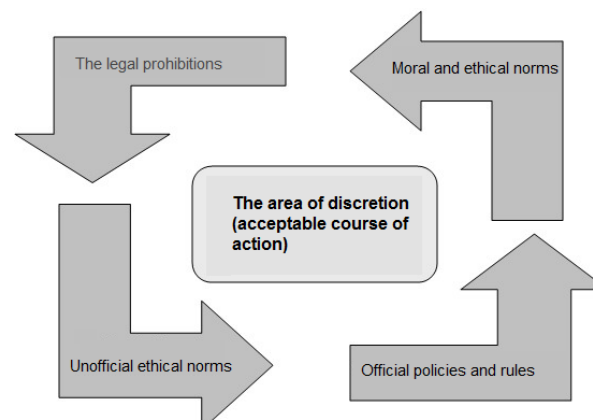 The legal prohibitions
Moral and ethical norms
The area of discretion
(acceptable course of
action)
Unofficial ethical norms
Official policies and rules